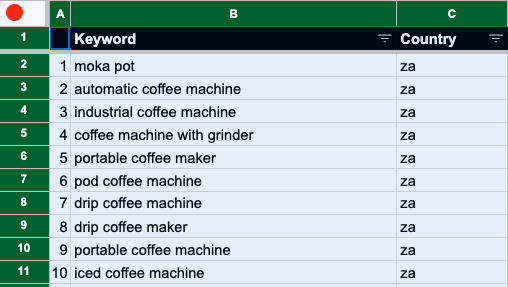 A B C
1 Keyword Country
2 1 moka pot za
3 2 automatic coffee machine za
4 3 industrial coffee machine za
5 4 coffee machine with grinder za
6 5 portable coffee maker za
7 6 pod coffee machine za
8 7 drip coffee machine za
9 8 drip coffee maker za
10 9 portable coffee machine za
11 10 iced coffee machine za